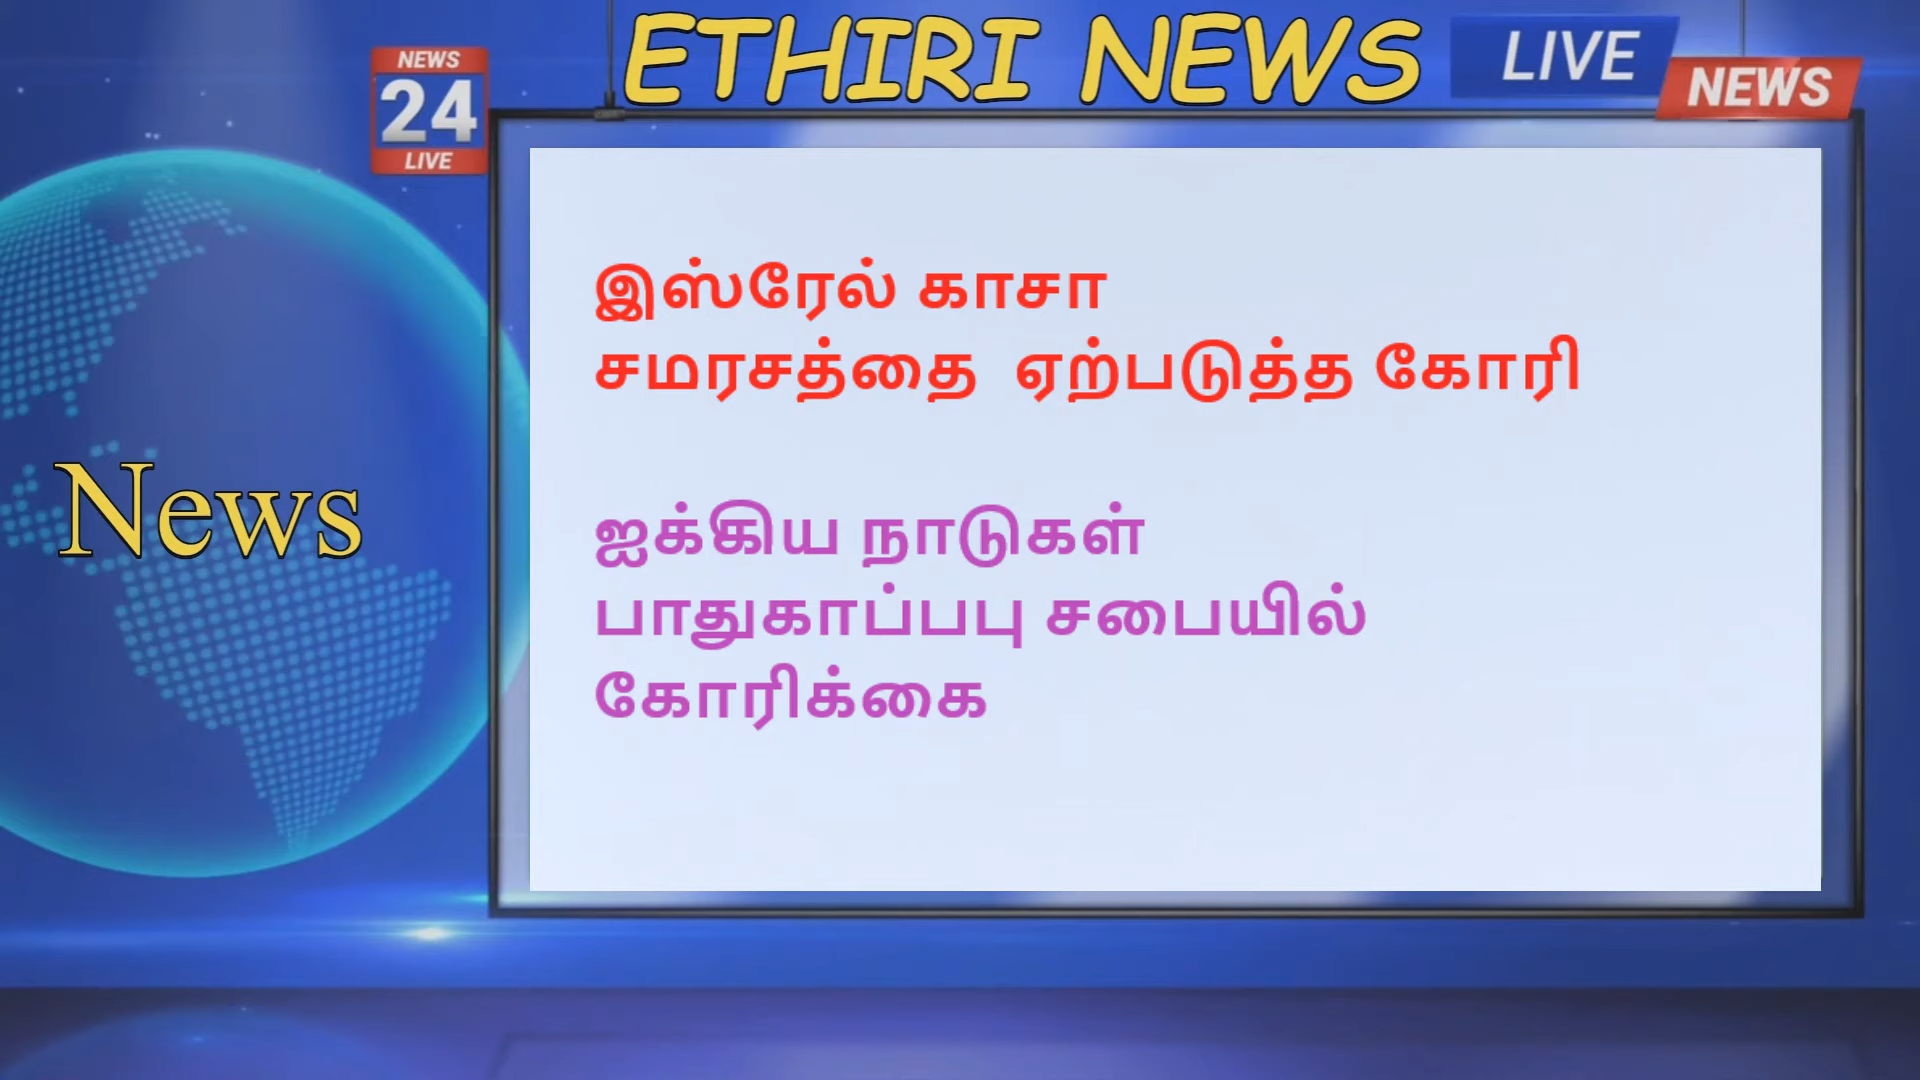 ETHIRI NEWS
LIVE
NEWS
NEWS
24
LIVE
News
இஸ்ரேல் காசா
சமரசத்தை ஏற்படுத்த கோரி
ஐக்கிய நாடுகள்
பாதுகாப்பபு சபையில்
கோரிக்கை